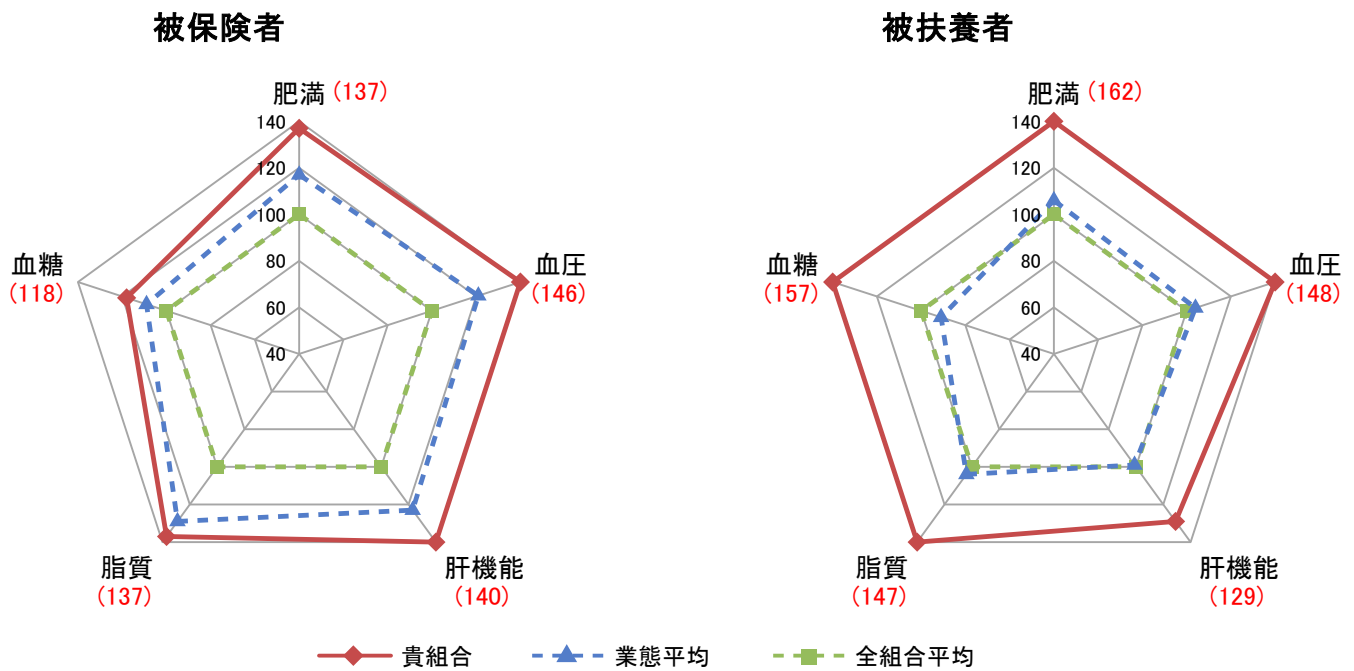 被保険者
肥満 (137)
140
120
100
80
60
40
血圧
(146)
肝機能
(140)
脂質
(137)
血糖
(118)
被扶養者
肥満 (162)
140
120
100
80
60
40
血圧
(148)
肝機能
(129)
脂質
(147)
血糖
(157)
貴組合 業態平均 全組合平均